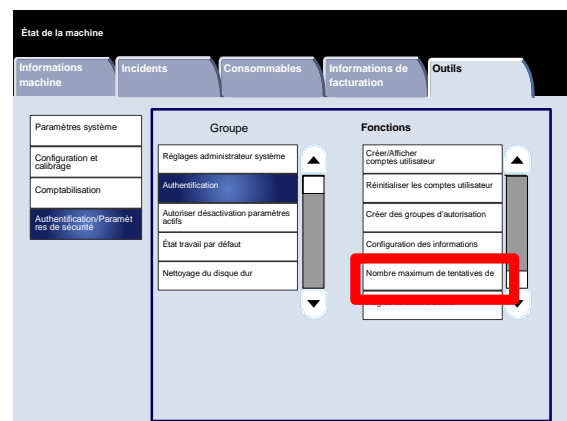 État de la machine
Informations
machine
Incidents
Consommables
Informations de
facturation
Outils
Paramètres système
Configuration et
calibrage
Comptabilisation
Authentification/Paramèt
res de sécurité
Groupe
Réglages administrateur système
Authentification
Autoriser désactivation paramètres
actifs
État travail par défaut
Nettoyage du disque dur
Fonctions
Créer/Afficher
comptes utilisateur
Réinitialiser les comptes utilisateur
Créer des groupes d'autorisation
Configuration des informations
Nombre maximum de tentatives de